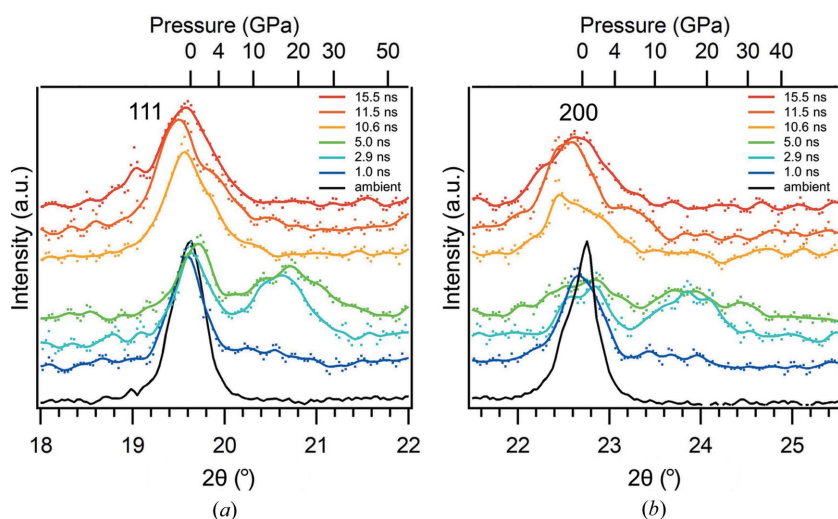 Pressure (GPa)
0 4 10 18 30 50
111
15.5 ns
11.5 ns
10.6 ns
5.0 ns
2.9 ns
1.0 ns
ambient
Intensity (a.u.)
18 19 20 21 22
2θ (°)
(a)
Pressure (GPa)
0 4 10 18 30 40
200
15.5 ns
11.5 ns
10.6 ns
5.0 ns
2.9 ns
1.0 ns
ambient
Intensity (a.u.)
22 23 24 25
2θ (°)
(b)